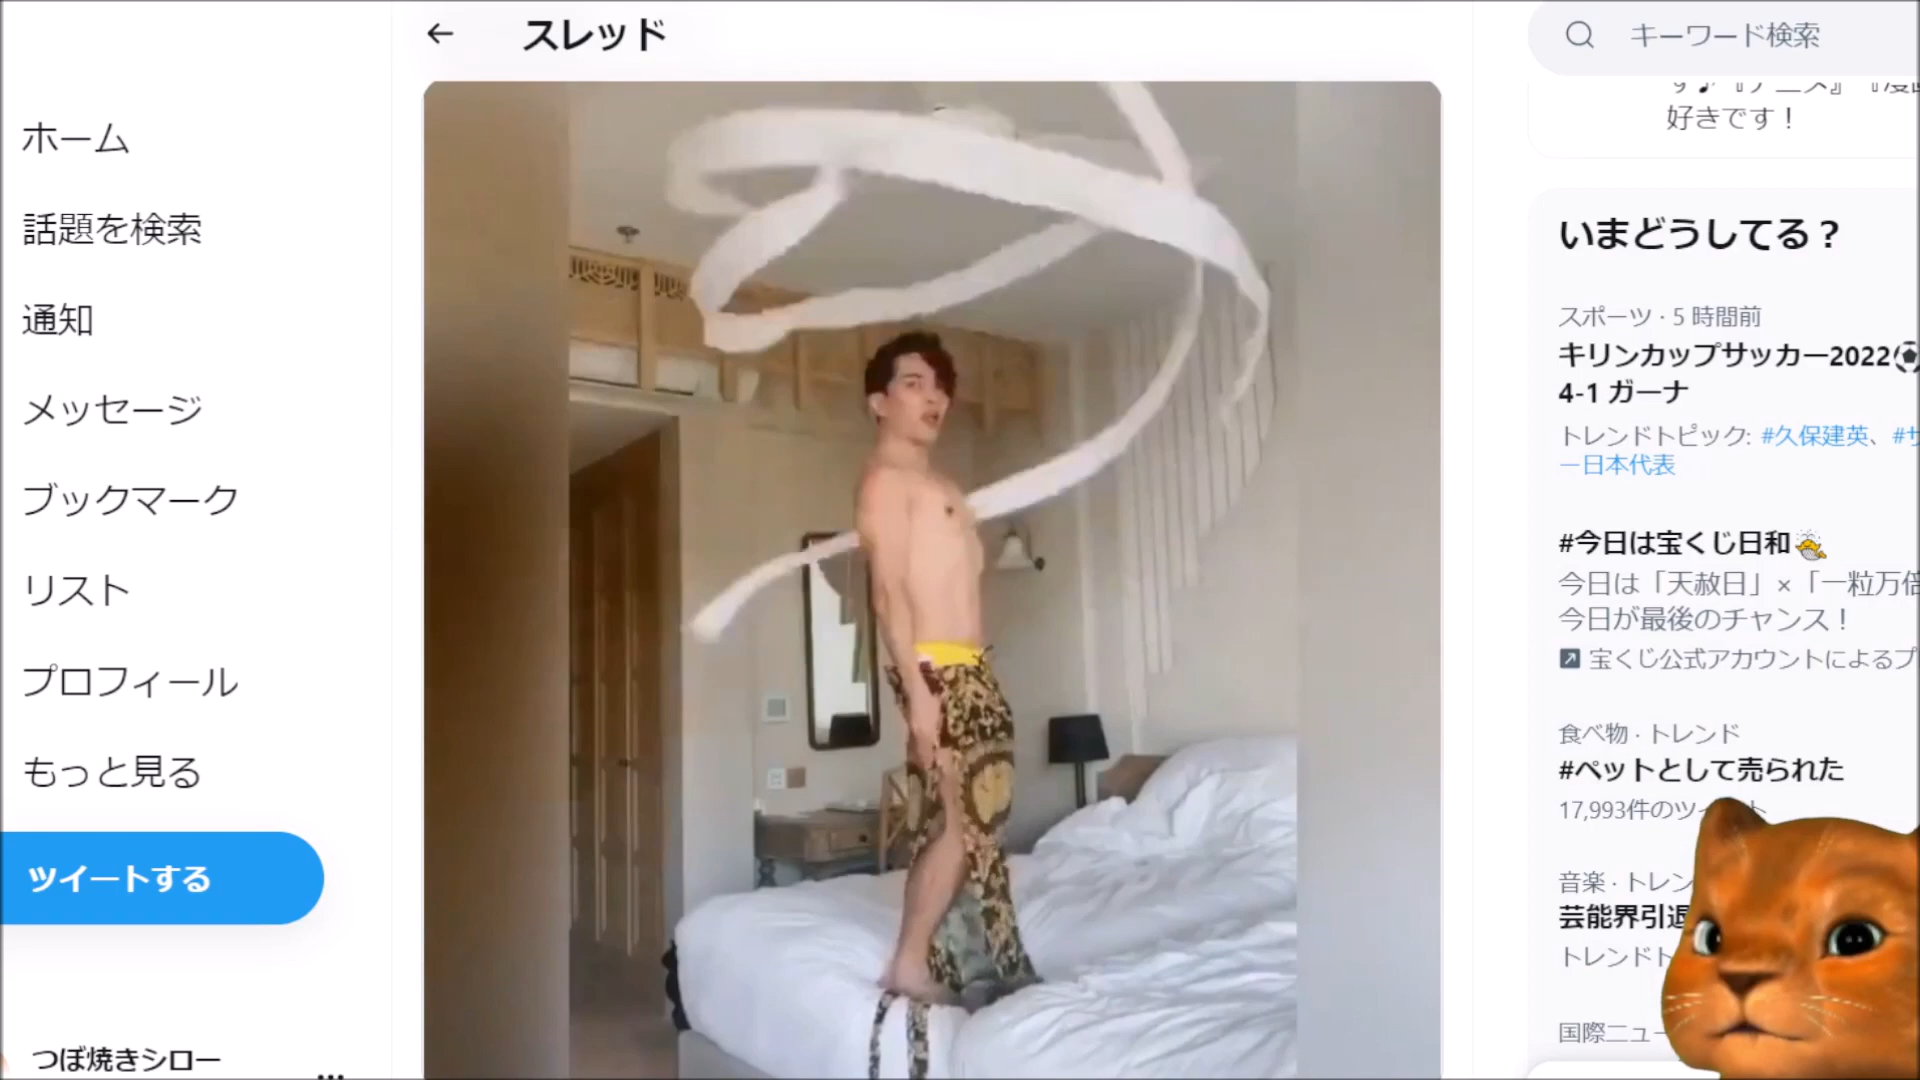 スレッド
ホーム
話題を検索
通知
メッセージ
ブックマーク
リスト
プロフィール
もっと見る
ツイートする
つぼ焼きシロー
キーワード検索
好きです！
いまどうしてる？
スポーツ · 5 時間前
キリンカップサッカー2022
4-1 ガーナ
トレンドトピック: #久保建英、#サ
ー日本代表
#今日は宝くじ日和
今日は「天赦日」×「一粒万倍
今日が最後のチャンス！
宝くじ公式アカウントによるプ
食べ物 · トレンド
#ペットとして売られた
17,993件のツイート
音楽 · トレン
芸能界引退
トレンドト
国際ニュー